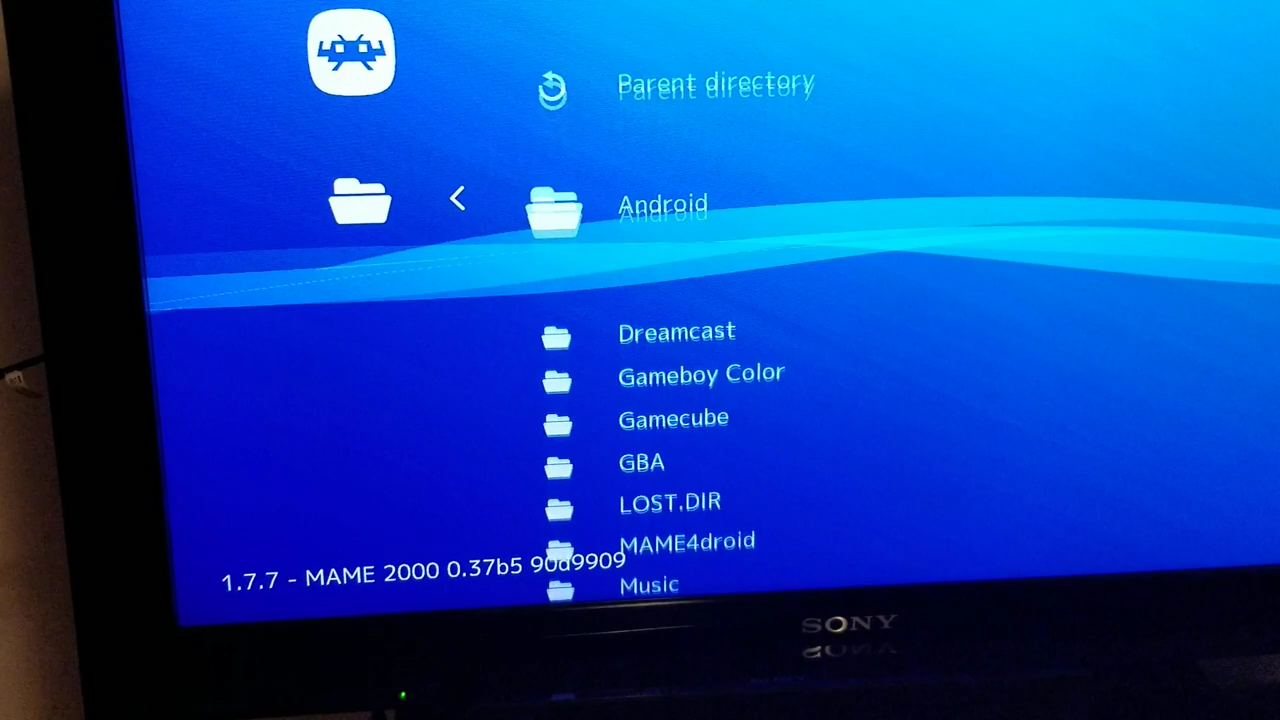 Parent directory
Android
Dreamcast
Gameboy Color
Gamecube
GBA
LOST.DIR
MAME4droid
1.7.7 - MAME 2000 0.37b5 90d9909
Music
SONY